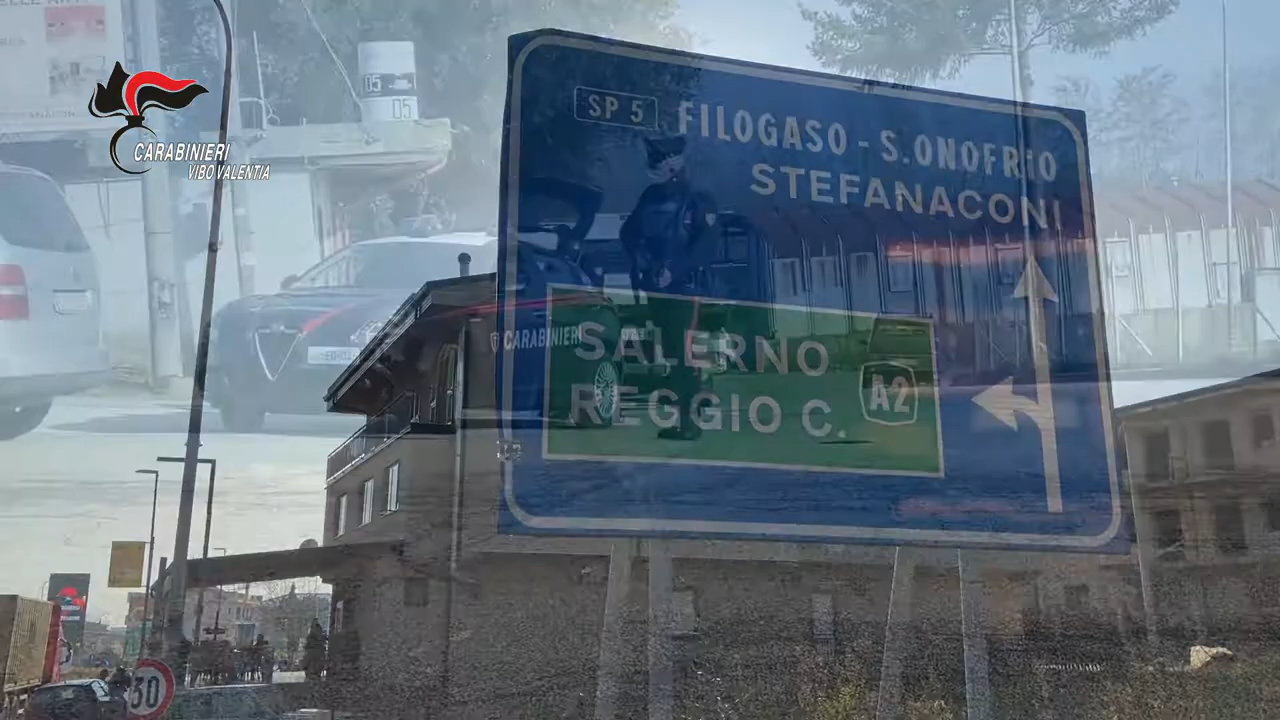 CARABINIERI
VIBO VALENTIA
05
05
SP 5 FILOGASO - S.ONOFRIO
STEFANACONI
CARABINIERI
SALERNO
REGGIO C.
A2
30